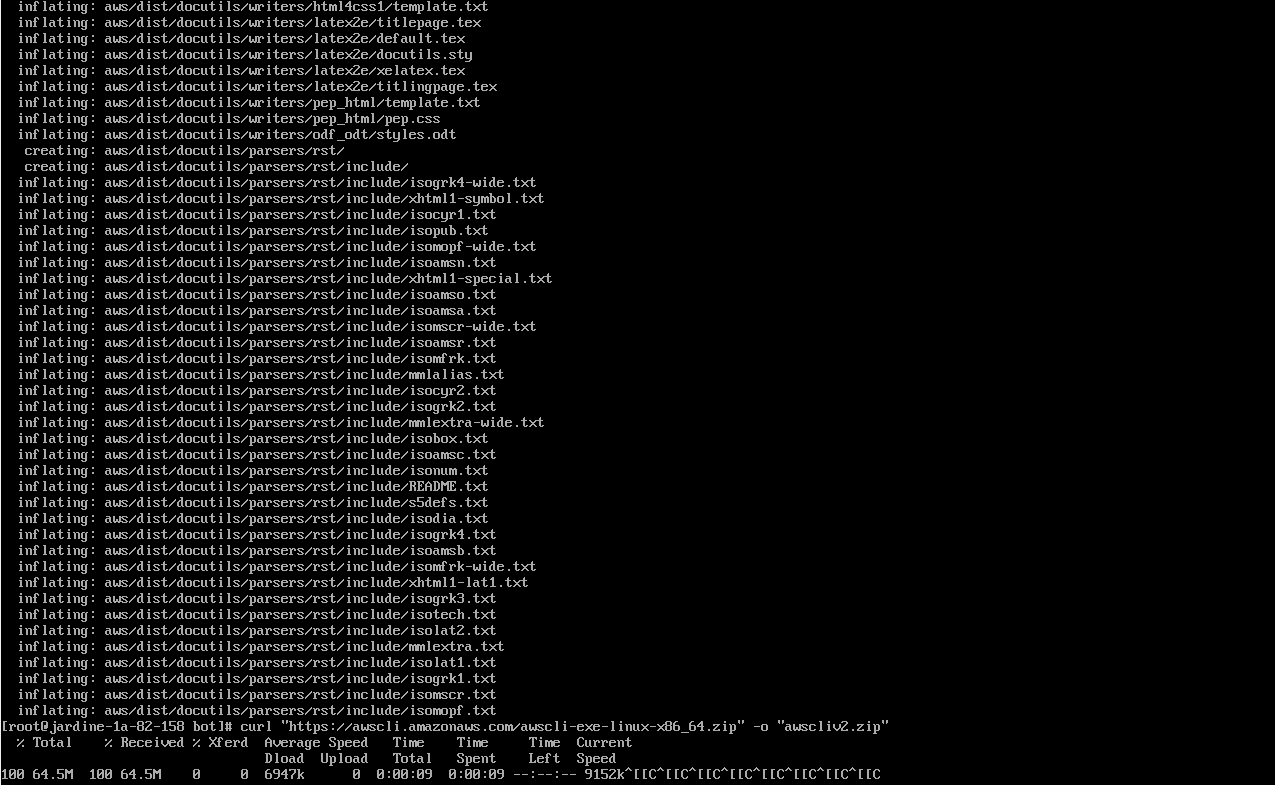 inflating: aws/dist/docutils/writers/html4css1/template.txt
inflating: aws/dist/docutils/writers/latex2e/titlepage.tex
inflating: aws/dist/docutils/writers/latex2e/default.tex
inflating: aws/dist/docutils/writers/latex2e/docutils.sty
inflating: aws/dist/docutils/writers/latex2e/xelatex.tex
inflating: aws/dist/docutils/writers/latex2e/titlingpage.tex
inflating: aws/dist/docutils/writers/pep_html/template.txt
inflating: aws/dist/docutils/writers/pep_html/pep.css
inflating: aws/dist/docutils/writers/odf_odt/styles.odt
creating: aws/dist/docutils/parsers/rst/
creating: aws/dist/docutils/parsers/rst/include/
inflating: aws/dist/docutils/parsers/rst/include/isogrk4-wide.txt
inflating: aws/dist/docutils/parsers/rst/include/xhtml1-symbol.txt
inflating: aws/dist/docutils/parsers/rst/include/isocyr1.txt
inflating: aws/dist/docutils/parsers/rst/include/isopub.txt
inflating: aws/dist/docutils/parsers/rst/include/isomopf-wide.txt
inflating: aws/dist/docutils/parsers/rst/include/isoamsn.txt
inflating: aws/dist/docutils/parsers/rst/include/xhtml1-special.txt
inflating: aws/dist/docutils/parsers/rst/include/isoamso.txt
inflating: aws/dist/docutils/parsers/rst/include/isoamsa.txt
inflating: aws/dist/docutils/parsers/rst/include/isomscr-wide.txt
inflating: aws/dist/docutils/parsers/rst/include/isoamsr.txt
inflating: aws/dist/docutils/parsers/rst/include/isomfrk.txt
inflating: aws/dist/docutils/parsers/rst/include/mmlalias.txt
inflating: aws/dist/docutils/parsers/rst/include/isocyr2.txt
inflating: aws/dist/docutils/parsers/rst/include/isogrk2.txt
inflating: aws/dist/docutils/parsers/rst/include/mmlextra-wide.txt
inflating: aws/dist/docutils/parsers/rst/include/isobox.txt
inflating: aws/dist/docutils/parsers/rst/include/isoamsc.txt
inflating: aws/dist/docutils/parsers/rst/include/isonum.txt
inflating: aws/dist/docutils/parsers/rst/include/README.txt
inflating: aws/dist/docutils/parsers/rst/include/s5defs.txt
inflating: aws/dist/docutils/parsers/rst/include/isodia.txt
inflating: aws/dist/docutils/parsers/rst/include/isogrk4.txt
inflating: aws/dist/docutils/parsers/rst/include/isoamsb.txt
inflating: aws/dist/docutils/parsers/rst/include/isomfrk-wide.txt
inflating: aws/dist/docutils/parsers/rst/include/xhtml1-lat1.txt
inflating: aws/dist/docutils/parsers/rst/include/isogrk3.txt
inflating: aws/dist/docutils/parsers/rst/include/isotech.txt
inflating: aws/dist/docutils/parsers/rst/include/isolat2.txt
inflating: aws/dist/docutils/parsers/rst/include/mmlextra.txt
inflating: aws/dist/docutils/parsers/rst/include/isolat1.txt
inflating: aws/dist/docutils/parsers/rst/include/isogrk1.txt
inflating: aws/dist/docutils/parsers/rst/include/isomscr.txt
inflating: aws/dist/docutils/parsers/rst/include/isomopf.txt
[root@jardine-1a-82-158 bot]# curl "https://awscli.amazonaws.com/awscli-exe-linux-x86_64.zip" -o "awscliv2.zip"
% Total % Received % Xferd Average Speed Time Time Time Current
Dload Upload Total Spent Left Speed
100 64.5M 100 64.5M 0 0 6947k 0 0:00:09 0:00:09 --:--:-- 9152k^[[C^[[C^[[C^[[C^[[C^[[C^[[C^[[C